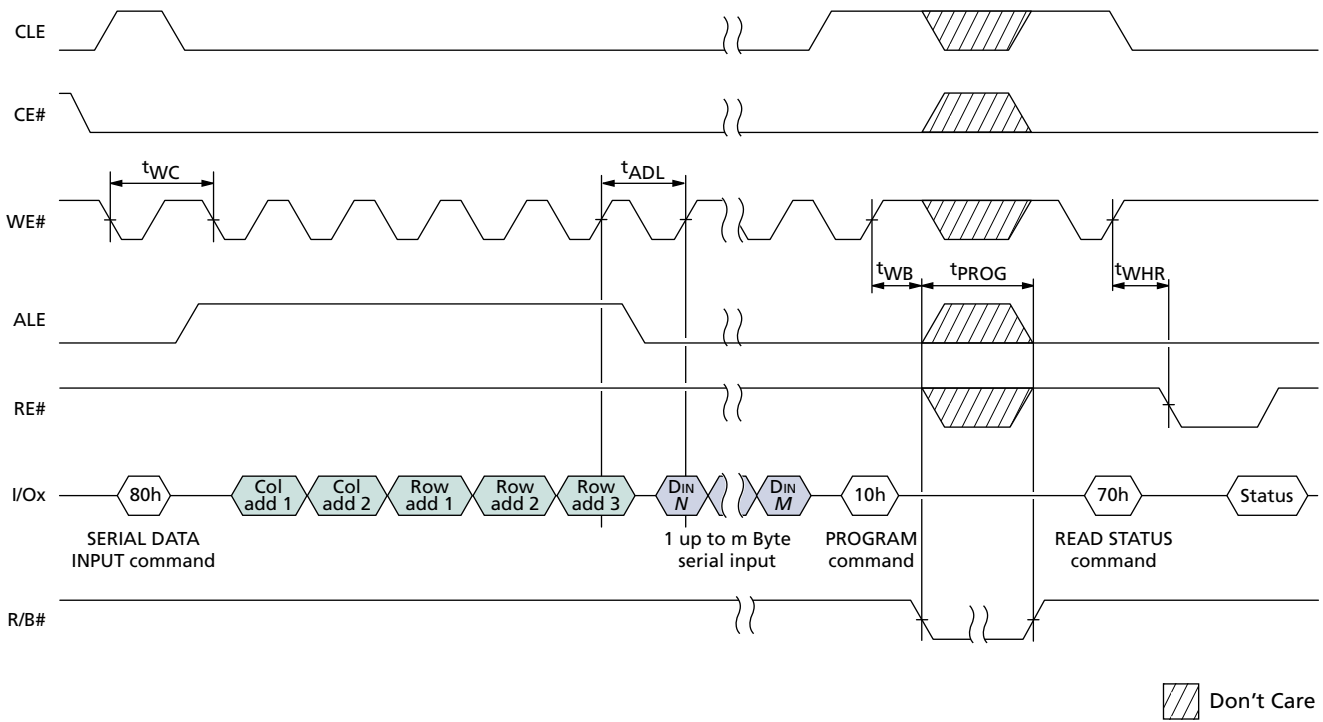 CLE
CE#
tWC
tADL
WE#
tWB
tPROG
tWHR
ALE
RE#
I/Ox
80h
Col
add 1
Col
add 2
Row
add 1
Row
add 2
Row
add 3
DIN
N
DIN
M
10h
70h
Status
SERIAL DATA
INPUT command
1 up to m Byte
serial input
PROGRAM
command
READ STATUS
command
R/B#
Don't Care